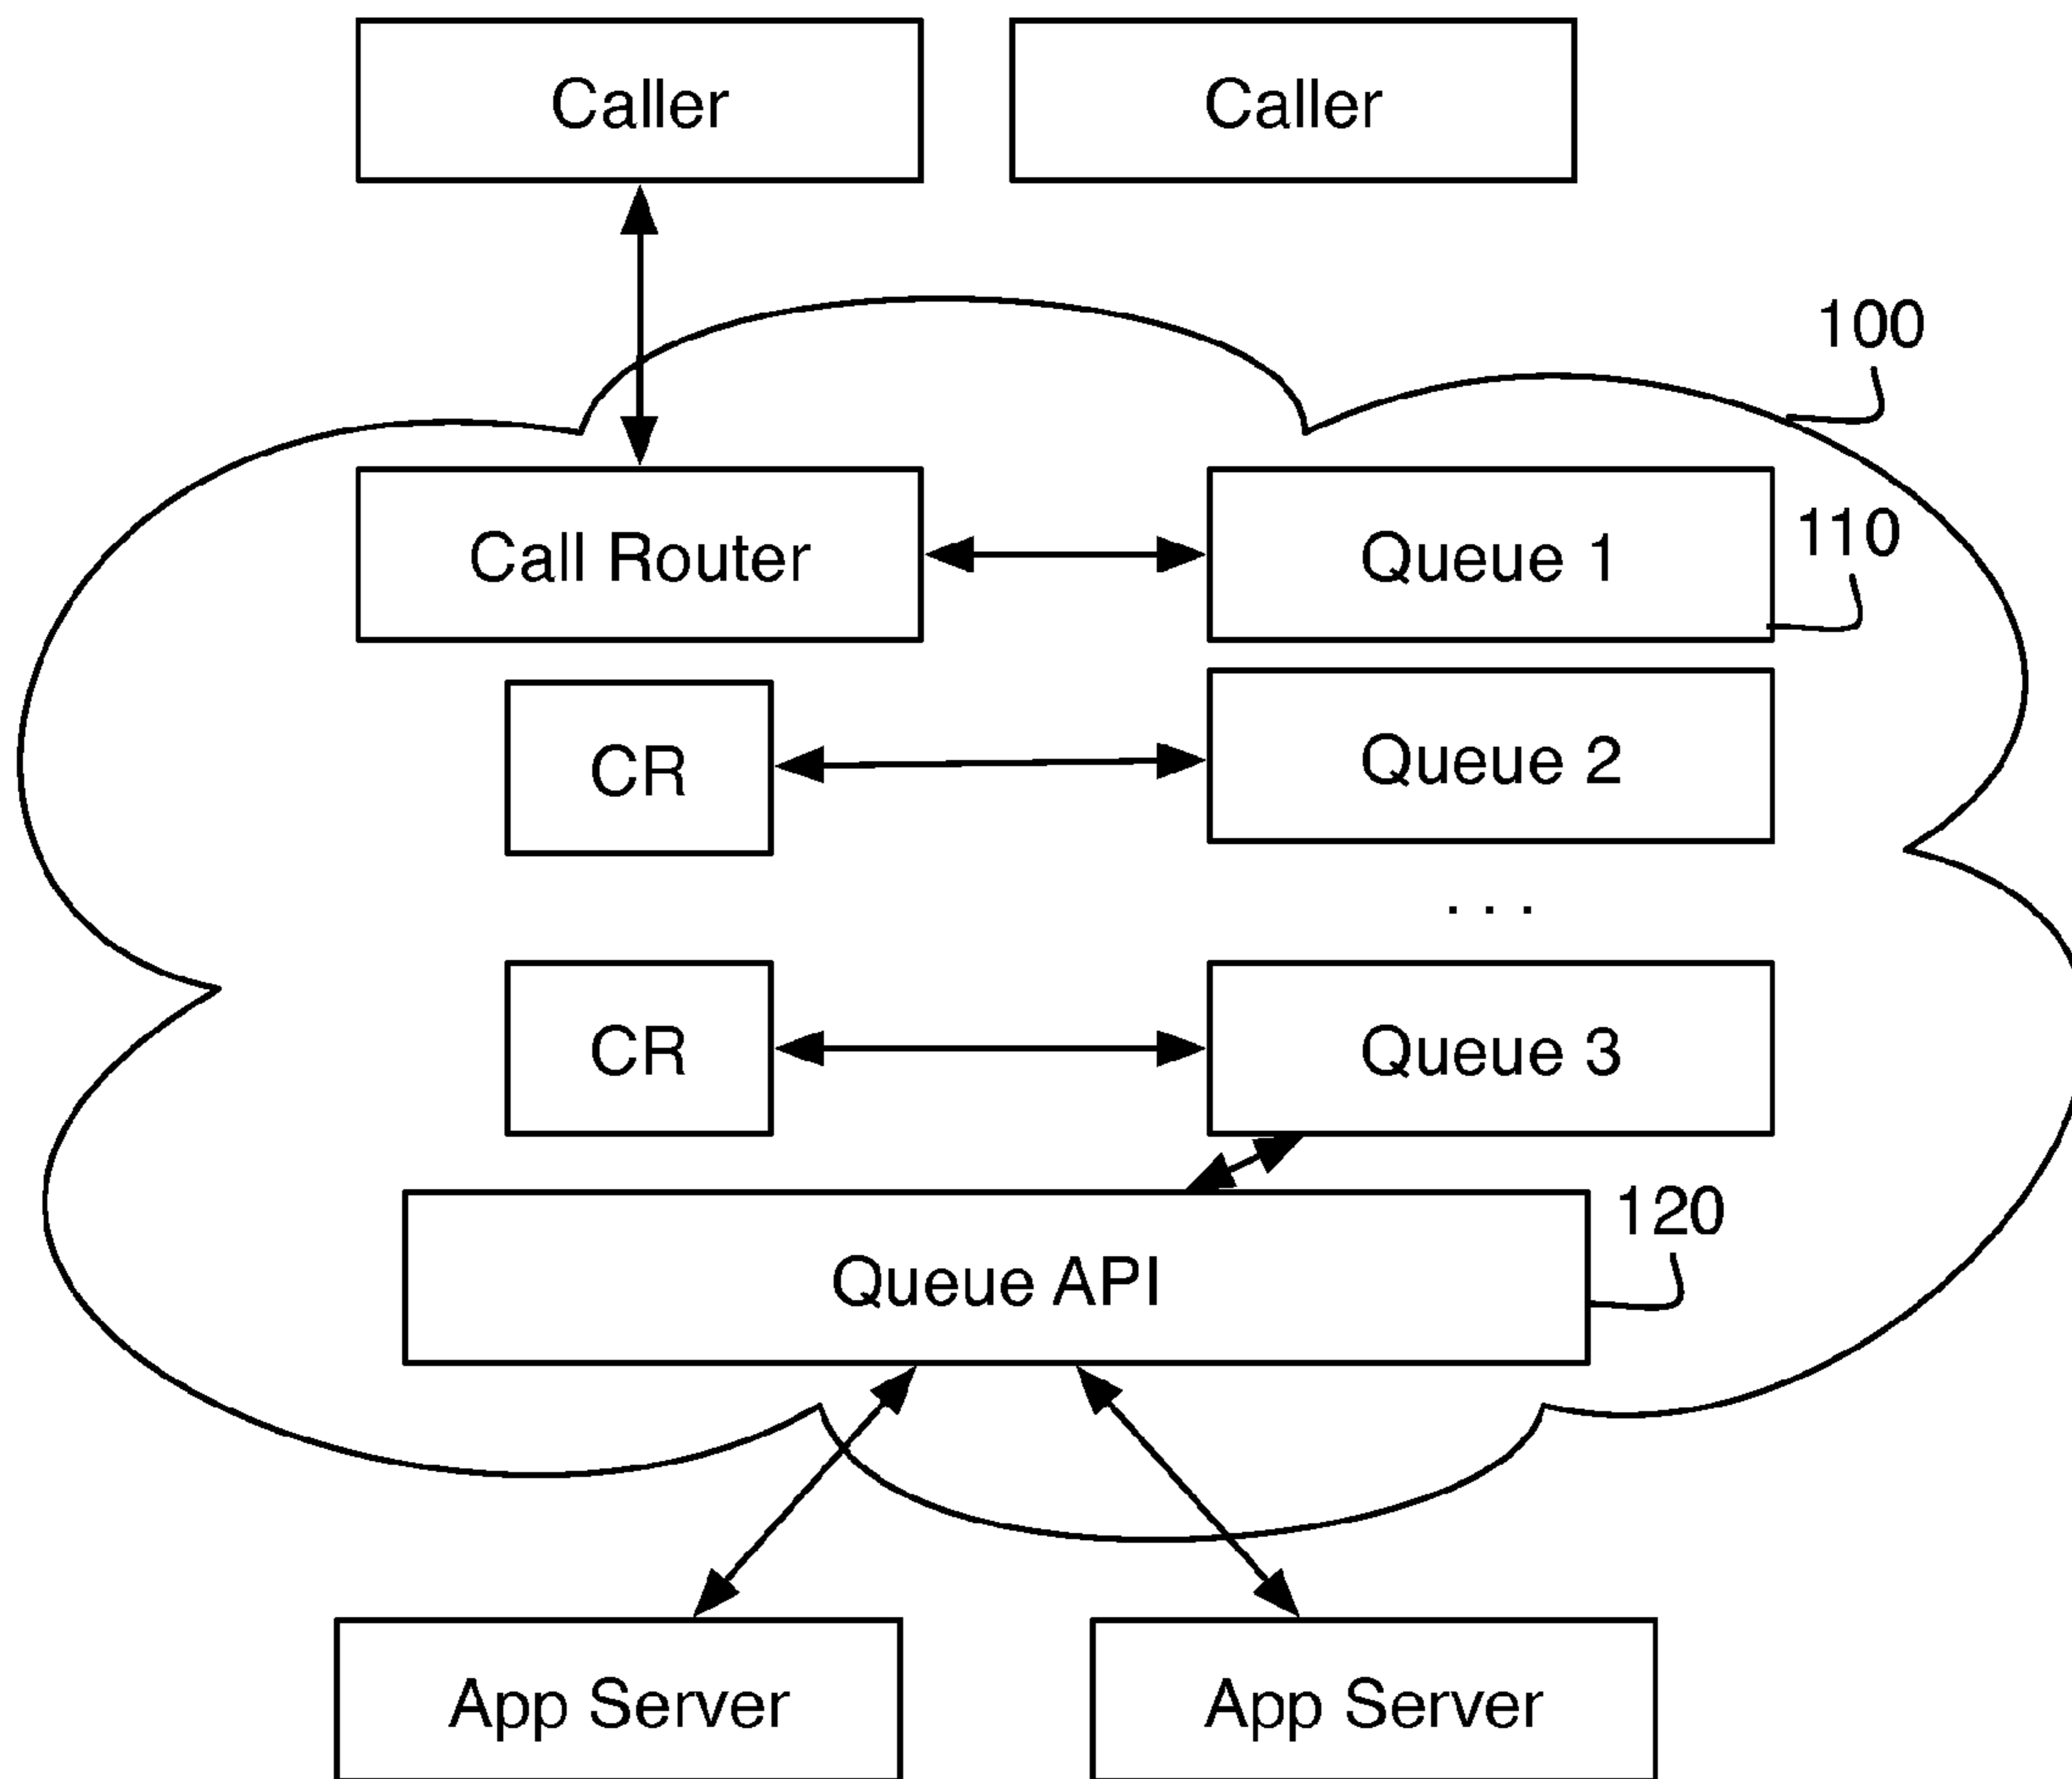 Caller
Caller
100
Call Router
Queue 1
110
CR
Queue 2
. . .
CR
Queue 3
120
Queue API
App Server
App Server